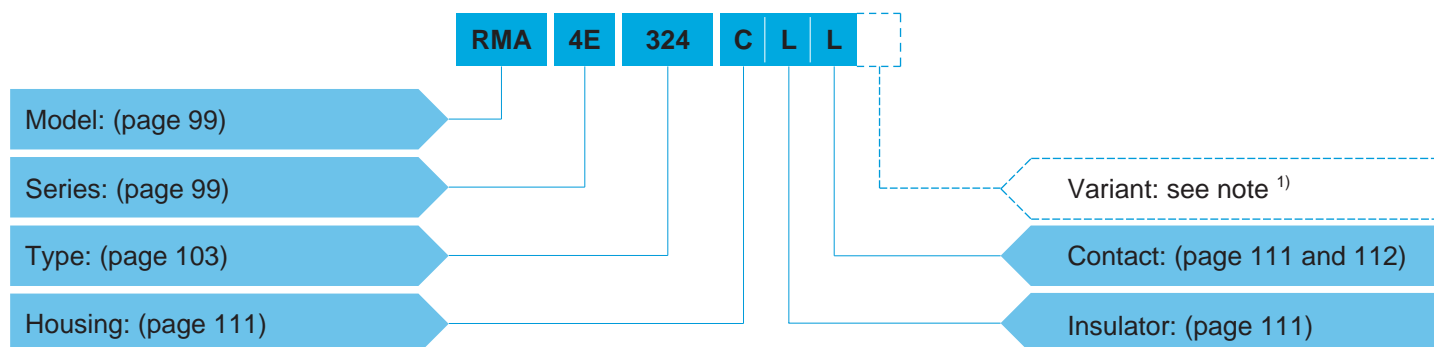 RMA 4E 324 C L L
Model: (page 99)
Series: (page 99)
Variant: see note 1)
Type: (page 103)
Contact: (page 111 and 112)
Housing: (page 111)
Insulator: (page 111)